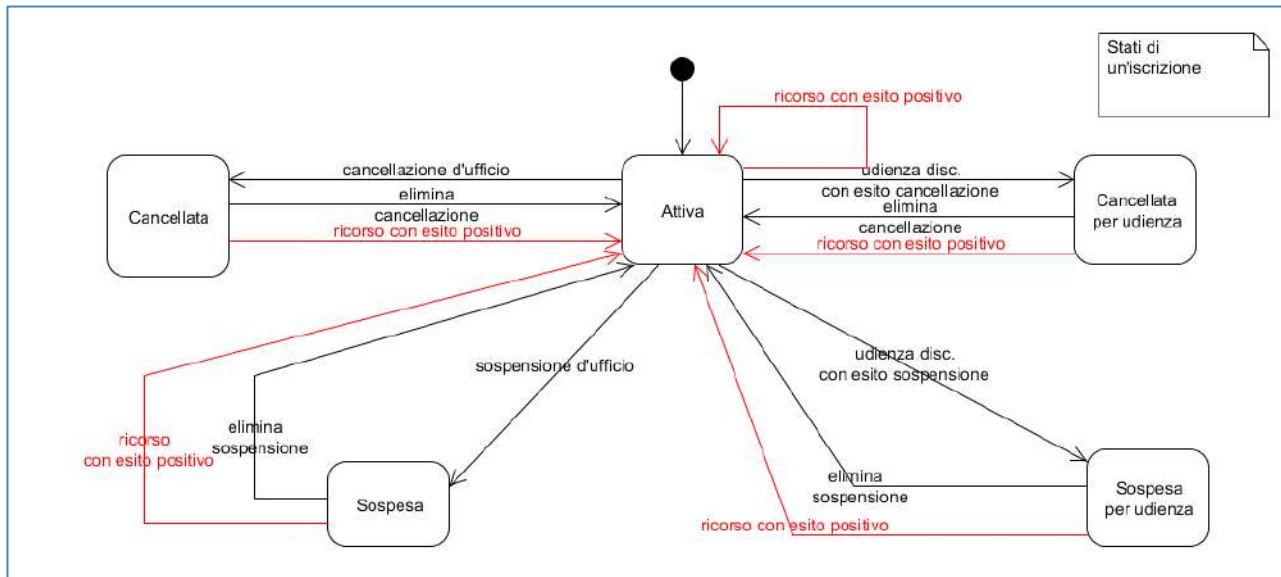 Stati di
un'iscrizione
ricorso con esito positivo
cancellazione d'ufficio
elimina
cancellazione
ricorso con esito positivo
Cancellata
Attiva
udienza disc.
con esito cancellazione
elimina
cancellazione
ricorso con esito positivo
Cancellata
per udienza
sospensione d'ufficio
udienza disc.
con esito sospensione
ricorso
con esito positivo
elimina
sospensione
Sospesa
elimina
sospensione
ricorso con esito positivo
Sospesa
per udienza